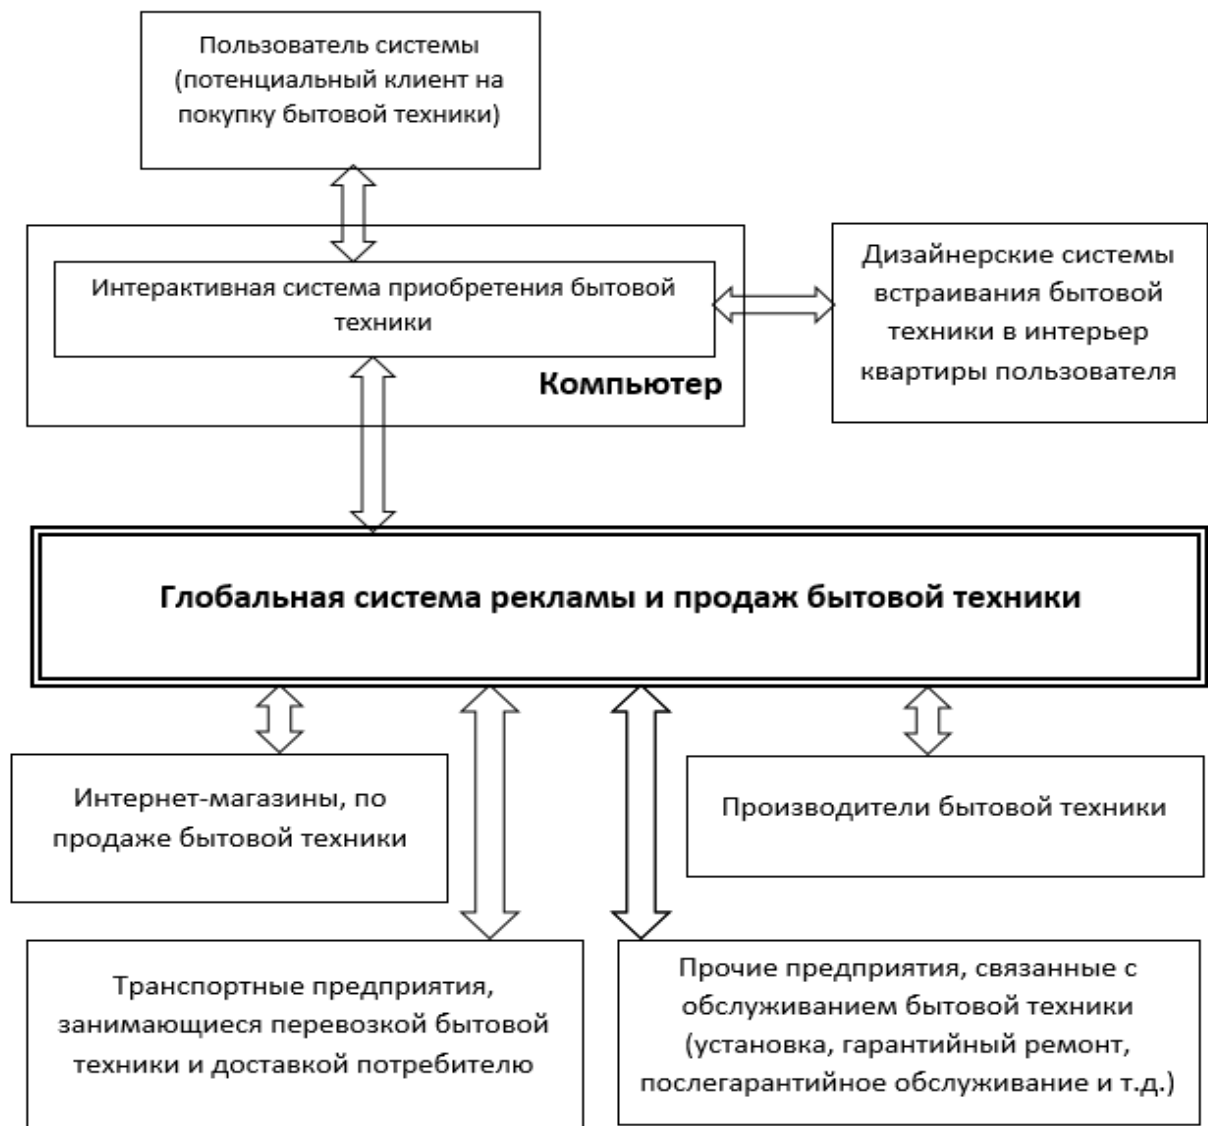 Пользователь системы
(потенциальный клиент на
покупку бытовой техники)
Интерактивная система приобретения бытовой
техники
Компьютер
Дизайнерские системы
встраивания бытовой
техники в интерьер
квартиры пользователя
Глобальная система рекламы и продаж бытовой техники
Интернет-магазины, по
продаже бытовой техники
Производители бытовой техники
Транспортные предприятия,
занимающиеся перевозкой бытовой
техники и доставкой потребителю
Прочие предприятия, связанные с
обслуживанием бытовой техники
(установка, гарантийный ремонт,
послегарантийное обслуживание и т.д.)